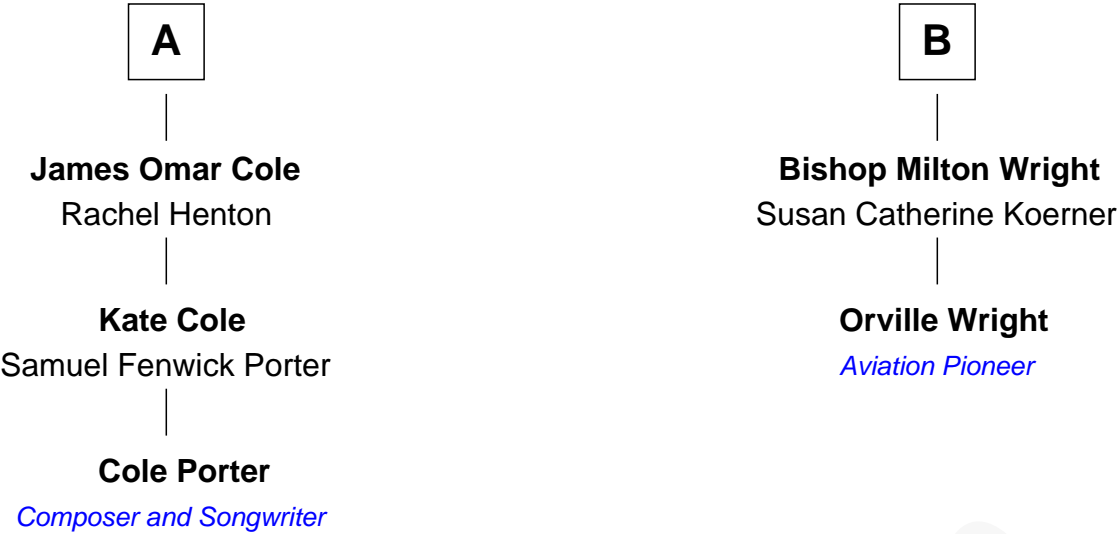 A
James Omar Cole
Rachel Henton
Kate Cole
Samuel Fenwick Porter
Cole Porter
Composer and Songwriter
B
Bishop Milton Wright
Susan Catherine Koerner
Orville Wright
Aviation Pioneer